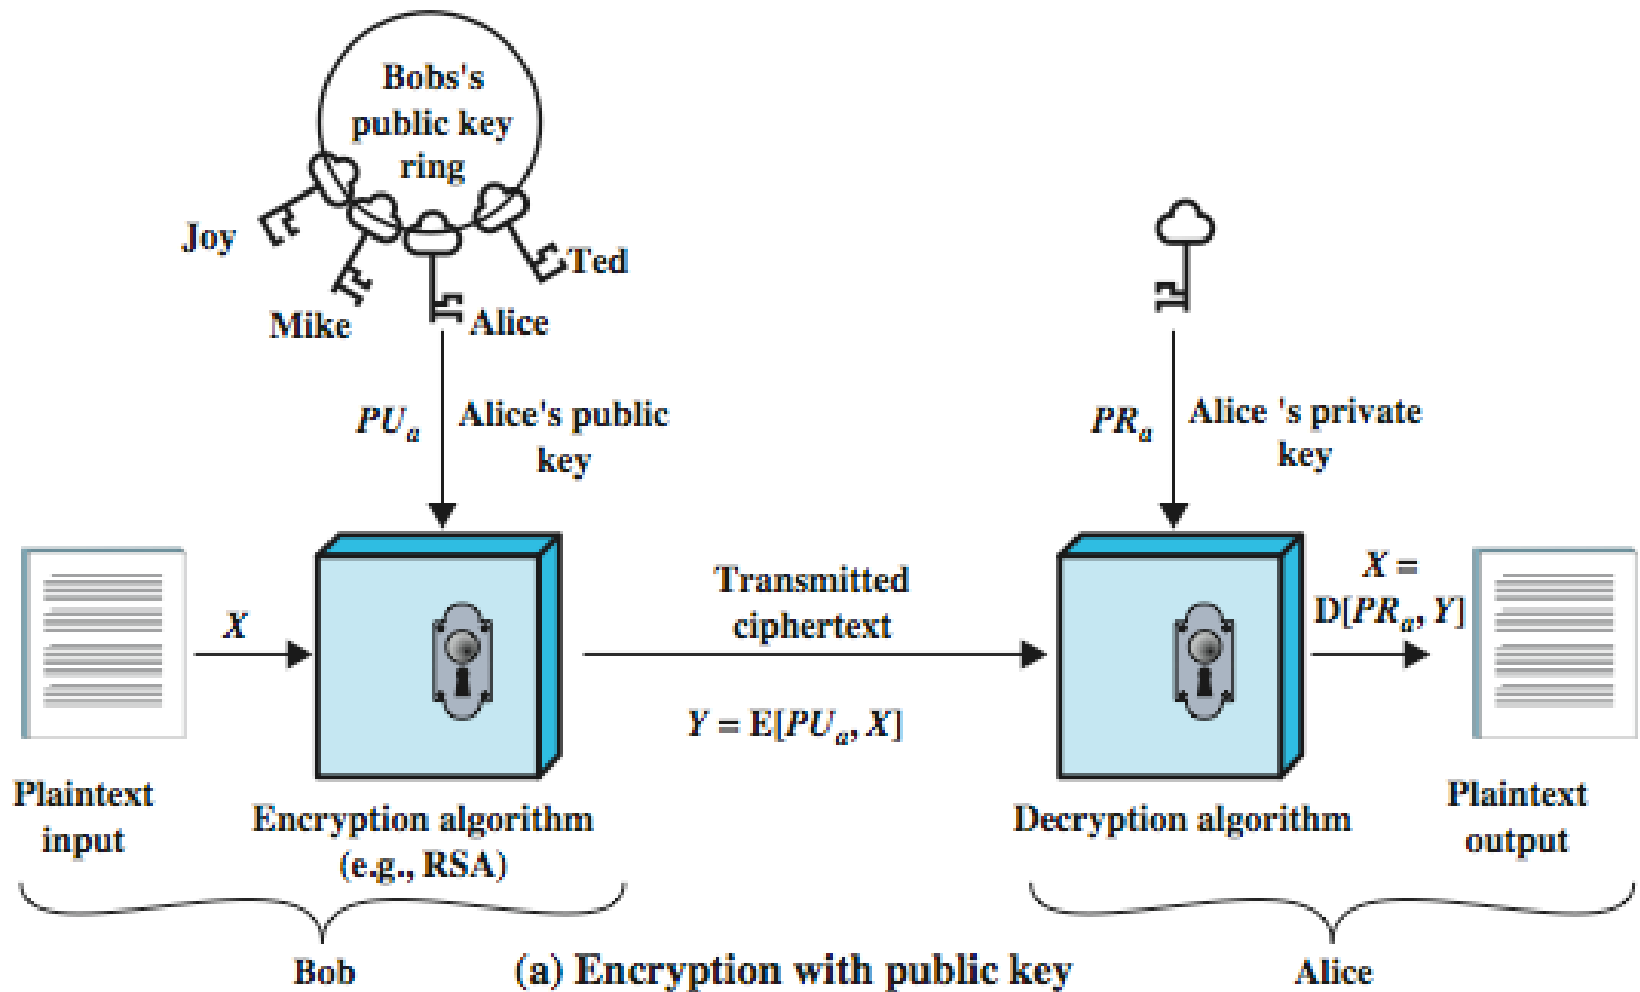 Bobs's
public key
ring
Joy
Ted
Mike
Alice
PUa
Alice's public
key
PRa
Alice 's private
key
X
Transmitted
ciphertext
Y = E[PUa, X]
X =
D[PRa, Y]
Plaintext
input
Encryption algorithm
(e.g., RSA)
Decryption algorithm
Plaintext
output
Bob
(a) Encryption with public key
Alice